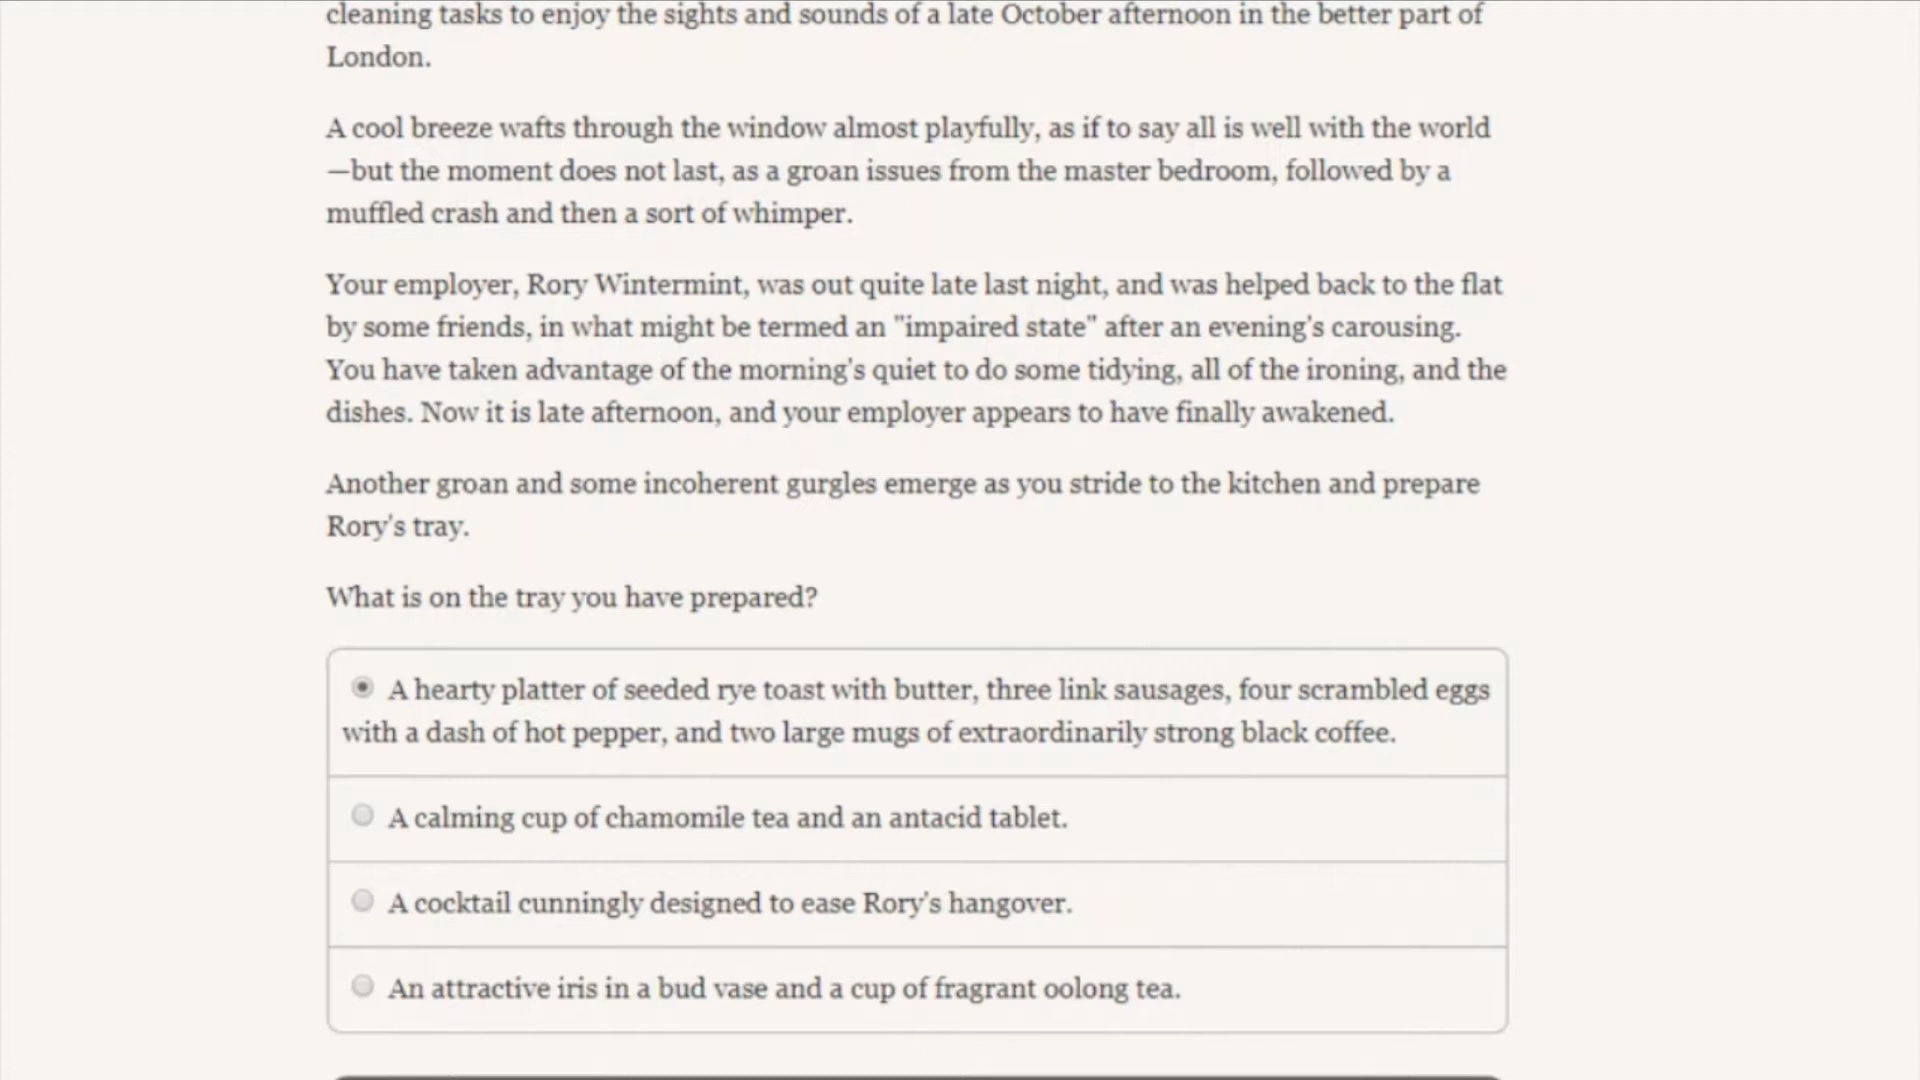 cleaning tasks to enjoy the sights and sounds of a late October afternoon in the better part of
London.
A cool breeze wafts through the window almost playfully, as if to say all is well with the world
—but the moment does not last, as a groan issues from the master bedroom, followed by a
muffled crash and then a sort of whimper.
Your employer, Rory Wintermint, was out quite late last night, and was helped back to the flat
by some friends, in what might be termed an "impaired state" after an evening's carousing.
You have taken advantage of the morning's quiet to do some tidying, all of the ironing, and the
dishes. Now it is late afternoon, and your employer appears to have finally awakened.
Another groan and some incoherent gurgles emerge as you stride to the kitchen and prepare
Rory's tray.
What is on the tray you have prepared?
A hearty platter of seeded rye toast with butter, three link sausages, four scrambled eggs
with a dash of hot pepper, and two large mugs of extraordinarily strong black coffee.
A calming cup of chamomile tea and an antacid tablet.
A cocktail cunningly designed to ease Rory's hangover.
An attractive iris in a bud vase and a cup of fragrant oolong tea.